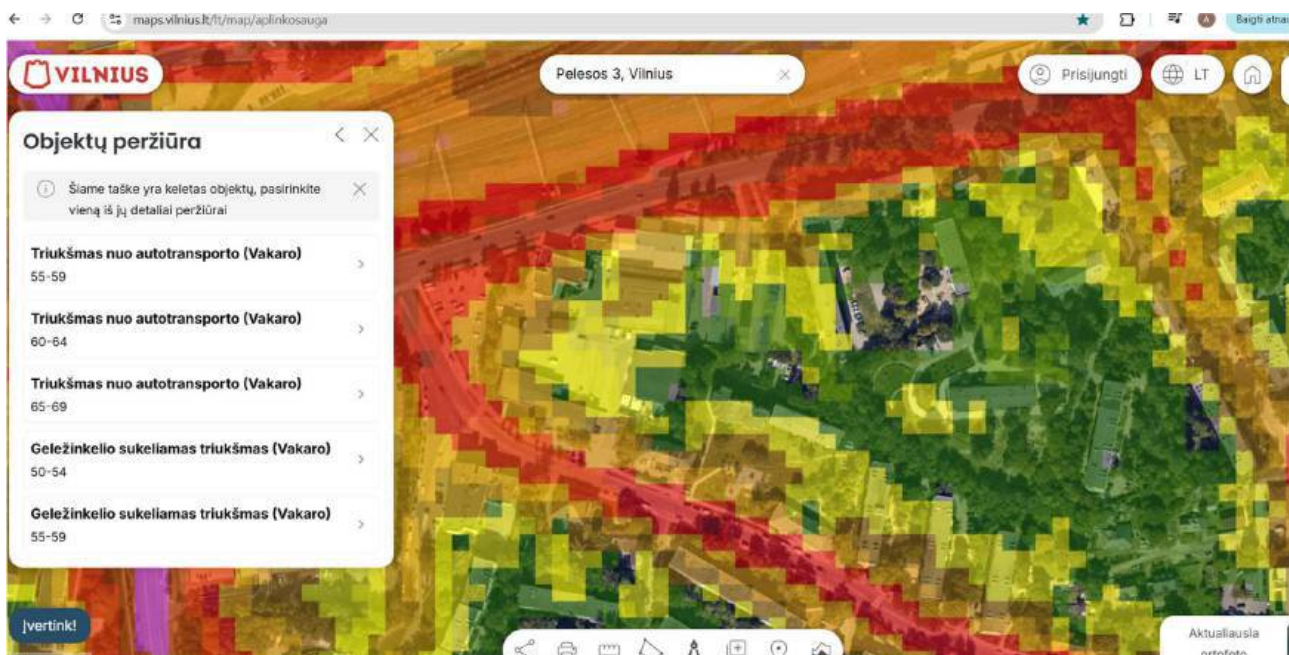 maps.vilnius.lt/lt/map/aplinkosauga
A
VILNIUS
Pelesos 3, Vilnius
Prisijungti
LT
Objektų peržiūra
Šiame taške yra keletas objektų, pasirinkite
vieną iš jų detaliai peržiūrai
Triukšmas nuo autotransporto (Vakaro)
55-59
Triukšmas nuo autotransporto (Vakaro)
60-64
Triukšmas nuo autotransporto (Vakaro)
65-69
Geležinkelio sukeliamas triukšmas (Vakaro)
50-54
Geležinkelio sukeliamas triukšmas (Vakaro)
55-59
Įvertink!
Aktualiausia